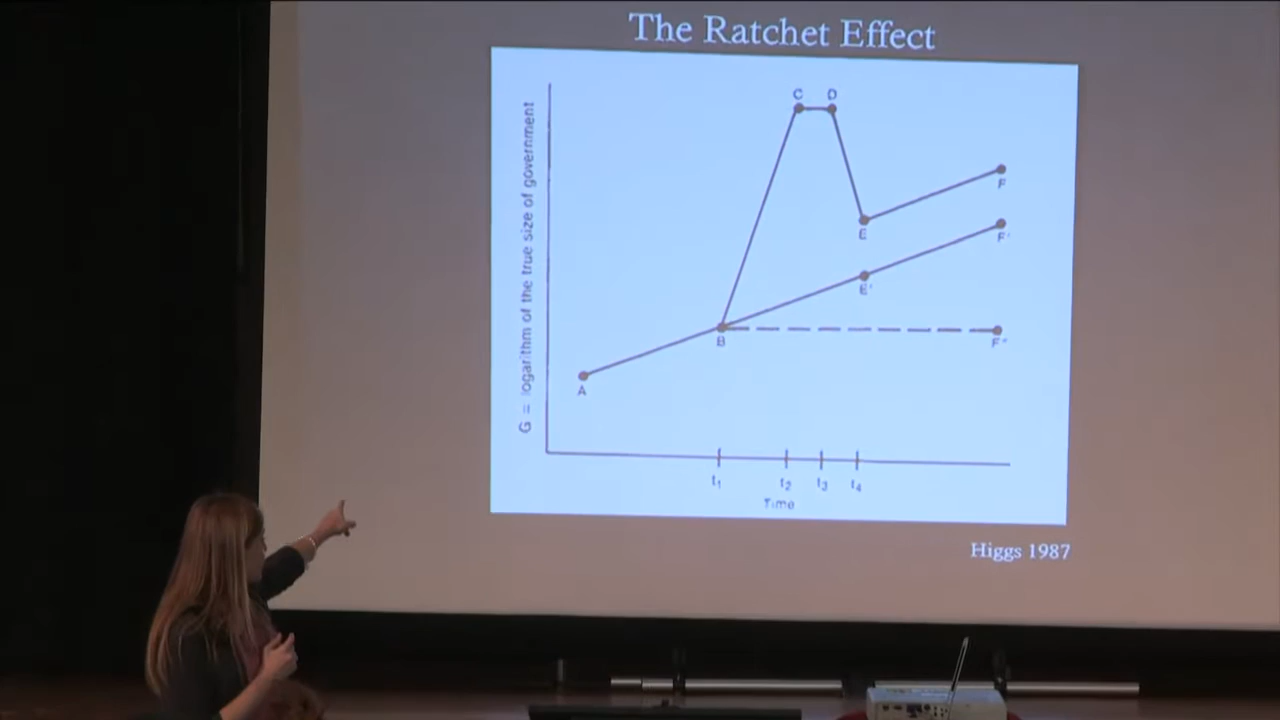 The Ratchet Effect
G = logarithm of the true size of government
C D
F
E
F'
E'
B
F"
A
t₁ t₂ t₃ t₄
Time
Higgs 1987